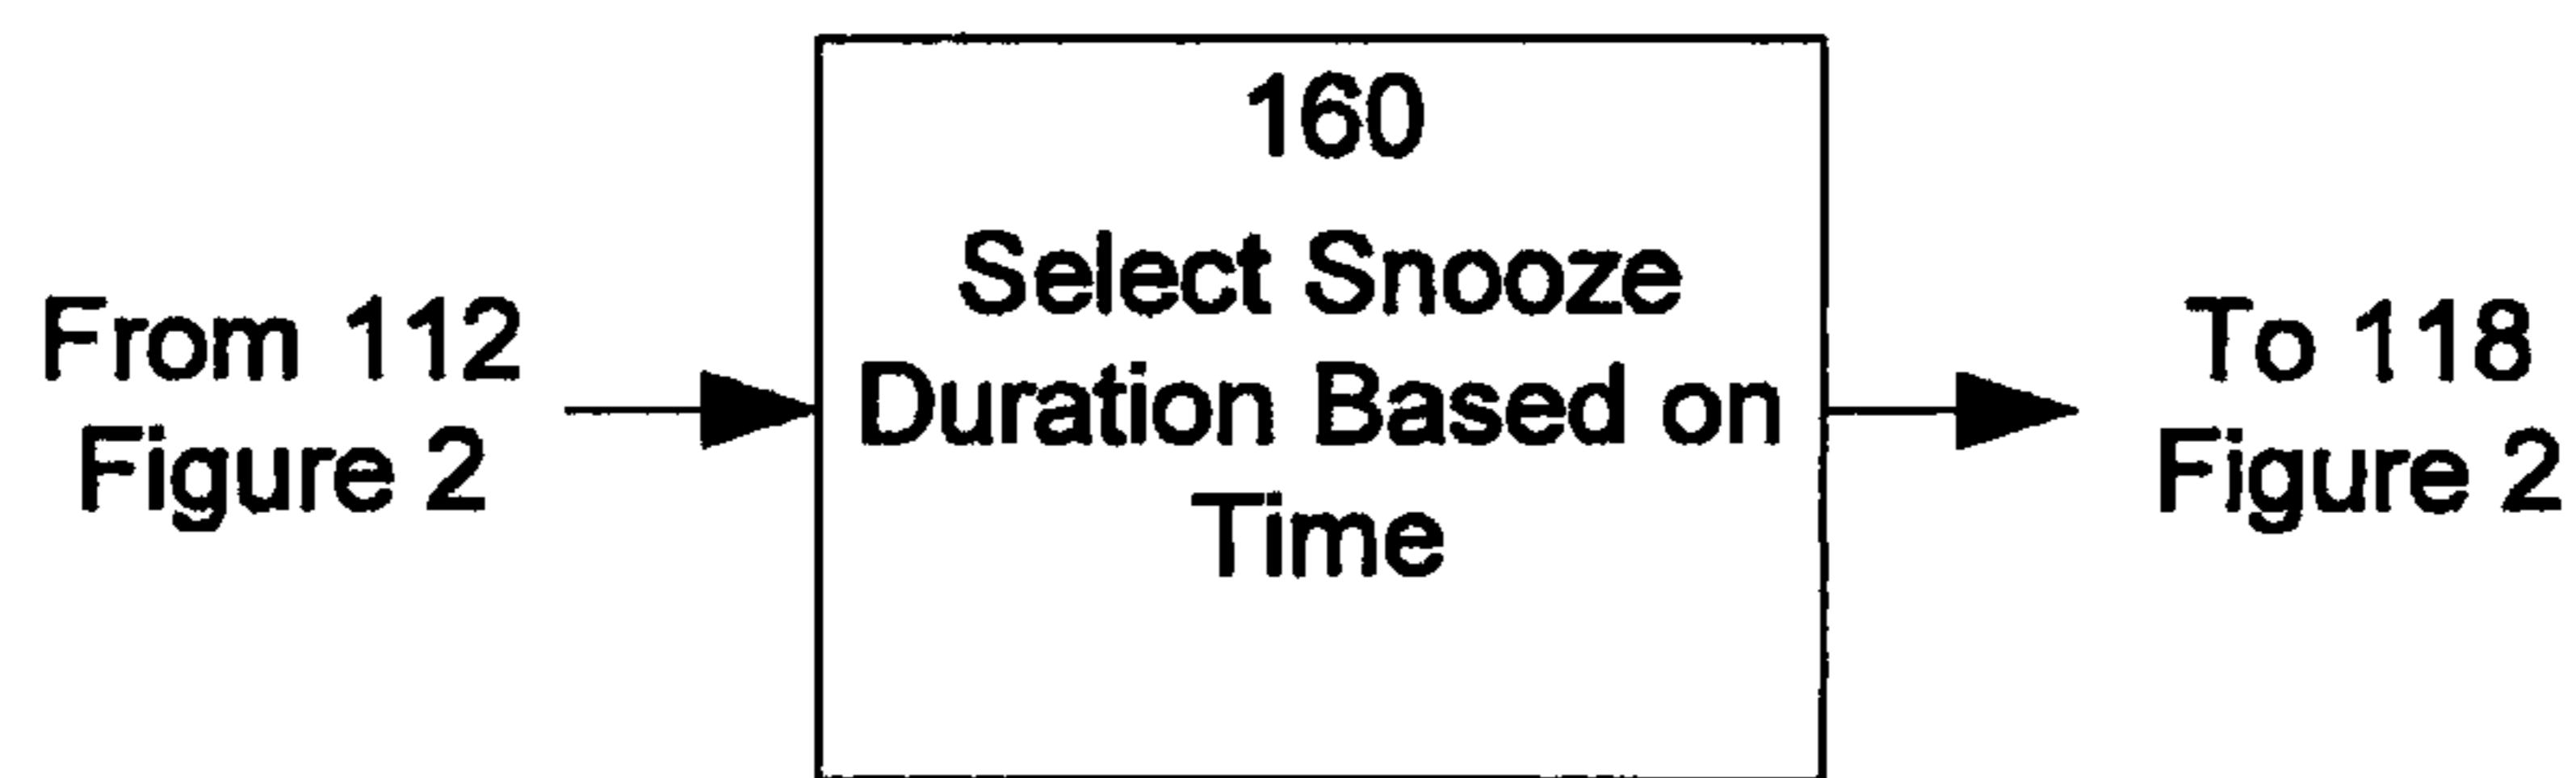 From 112
Figure 2
160
Select Snooze
Duration Based on
Time
To 118
Figure 2